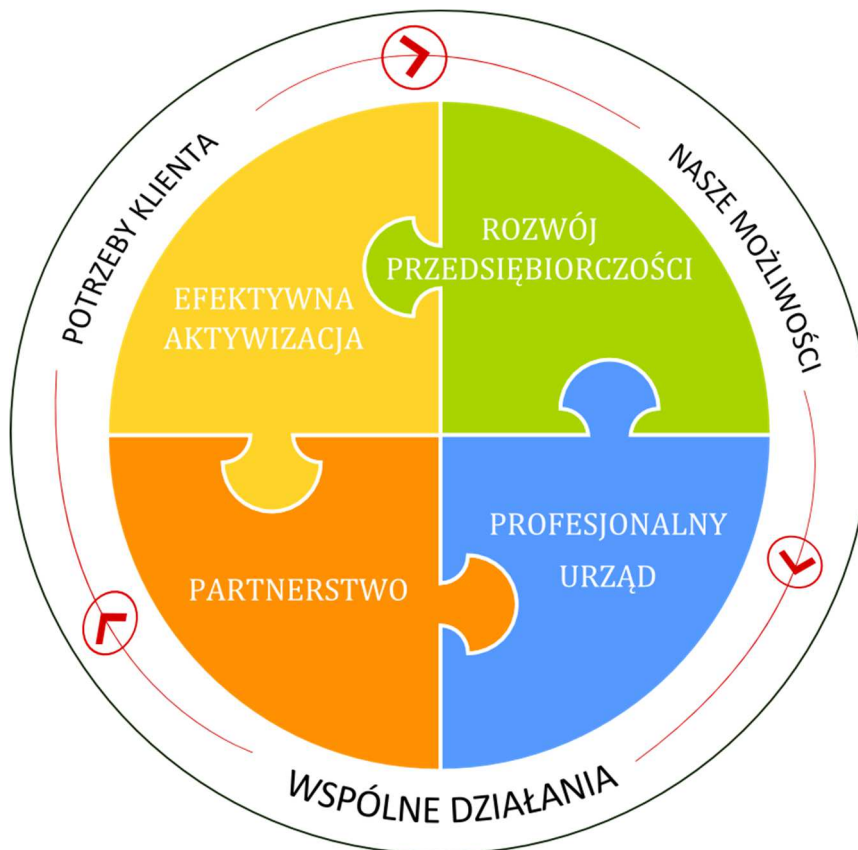 POTRZEBY KLIENTA
NASZE MOŻLIWOŚCI
EFEKTYWNA
AKTYWIZACJA
ROZWÓJ
PRZEDSIĘBIORCZOŚCI
PARTNERSTWO
PROFESJONALNY
URZĄD
WSPÓLNE DZIAŁANIA